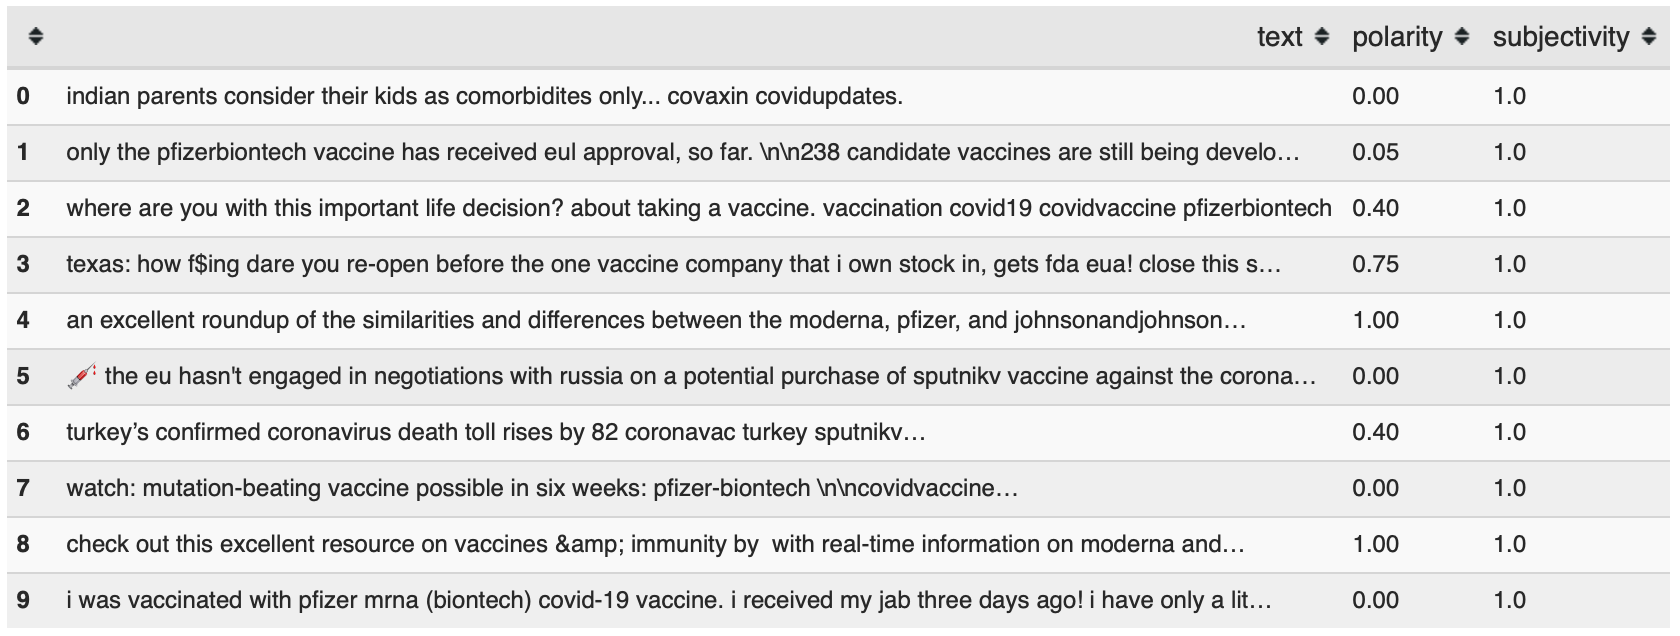 text polarity subjectivity
0 indian parents consider their kids as comorbidites only... covaxin covidupdates. 0.00 1.0
1 only the pfizerbiontech vaccine has received eul approval, so far. \n\n238 candidate vaccines are still being develo… 0.05 1.0
2 where are you with this important life decision? about taking a vaccine. vaccination covid19 covidvaccine pfizerbiontech 0.40 1.0
3 texas: how f$ing dare you re-open before the one vaccine company that i own stock in, gets fda eua! close this s… 0.75 1.0
4 an excellent roundup of the similarities and differences between the moderna, pfizer, and johnsonandjohnson… 1.00 1.0
5 💉 the eu hasn't engaged in negotiations with russia on a potential purchase of sputnikv vaccine against the corona… 0.00 1.0
6 turkey’s confirmed coronavirus death toll rises by 82 coronavac turkey sputnikv… 0.40 1.0
7 watch: mutation-beating vaccine possible in six weeks: pfizer-biontech \n\ncovidvaccine… 0.00 1.0
8 check out this excellent resource on vaccines &amp; immunity by  with real-time information on moderna and… 1.00 1.0
9 i was vaccinated with pfizer mrna (biontech) covid-19 vaccine. i received my jab three days ago! i have only a lit… 0.00 1.0